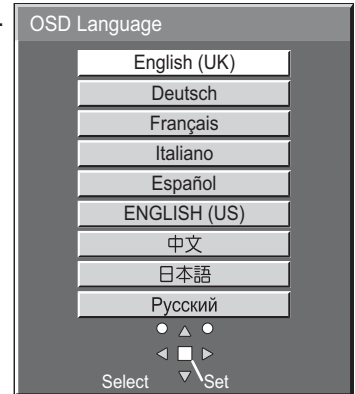 OSD Language
English (UK)
Deutsch
Français
Italiano
Español
ENGLISH (US)
中文
日本語
Русский
Select Set